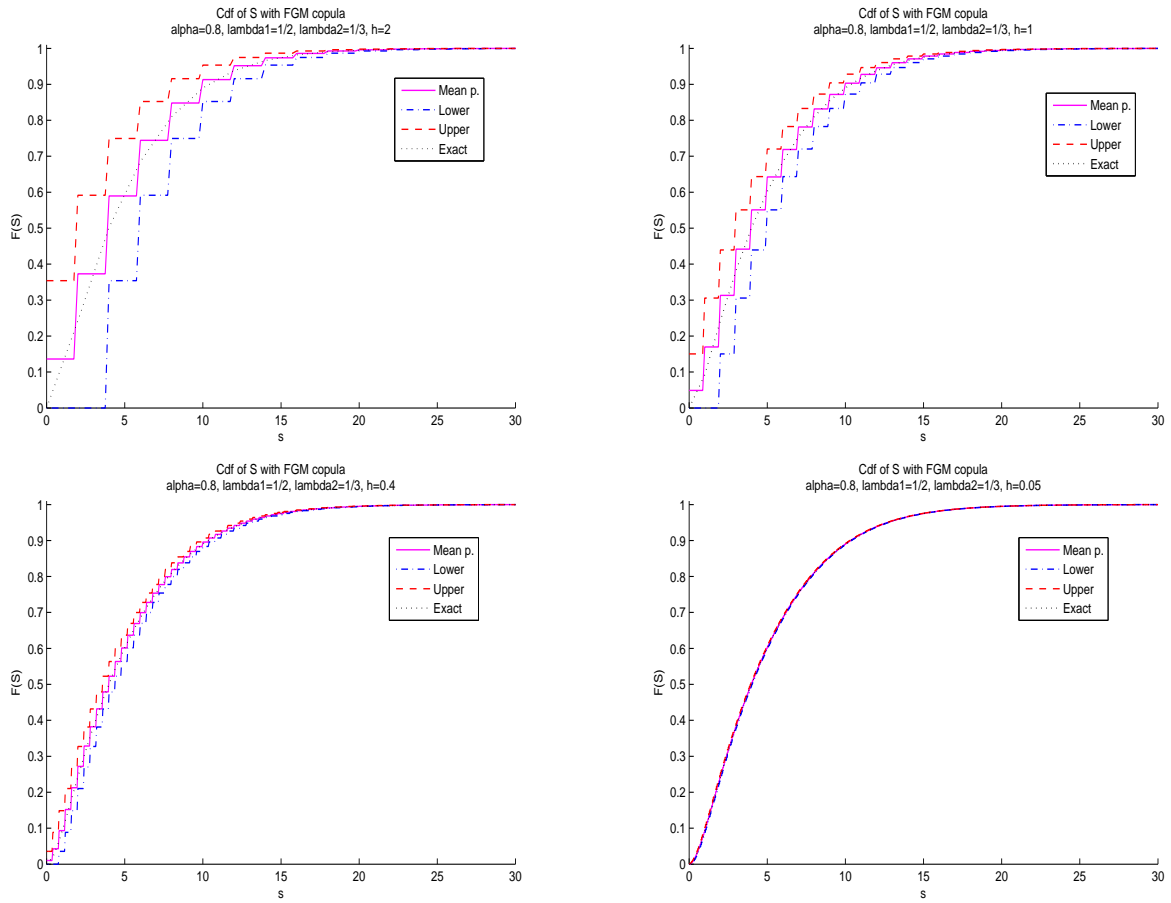 Cdf of S with FGM copula
alpha=0.8, lambda1=1/2, lambda2=1/3, h=2
1
0.9
0.8
0.7
0.6
0.5
0.4
0.3
0.2
0.1
0
F(S)
0 5 10 15 20 25 30
s
Mean p.
Lower
Upper
Exact
Cdf of S with FGM copula
alpha=0.8, lambda1=1/2, lambda2=1/3, h=1
1
0.9
0.8
0.7
0.6
0.5
0.4
0.3
0.2
0.1
0
F(S)
0 5 10 15 20 25 30
s
Mean p.
Lower
Upper
Exact
Cdf of S with FGM copula
alpha=0.8, lambda1=1/2, lambda2=1/3, h=0.4
1
0.9
0.8
0.7
0.6
0.5
0.4
0.3
0.2
0.1
0
F(S)
0 5 10 15 20 25 30
s
Mean p.
Lower
Upper
Exact
Cdf of S with FGM copula
alpha=0.8, lambda1=1/2, lambda2=1/3, h=0.05
1
0.9
0.8
0.7
0.6
0.5
0.4
0.3
0.2
0.1
0
F(S)
0 5 10 15 20 25 30
s
Mean p.
Lower
Upper
Exact